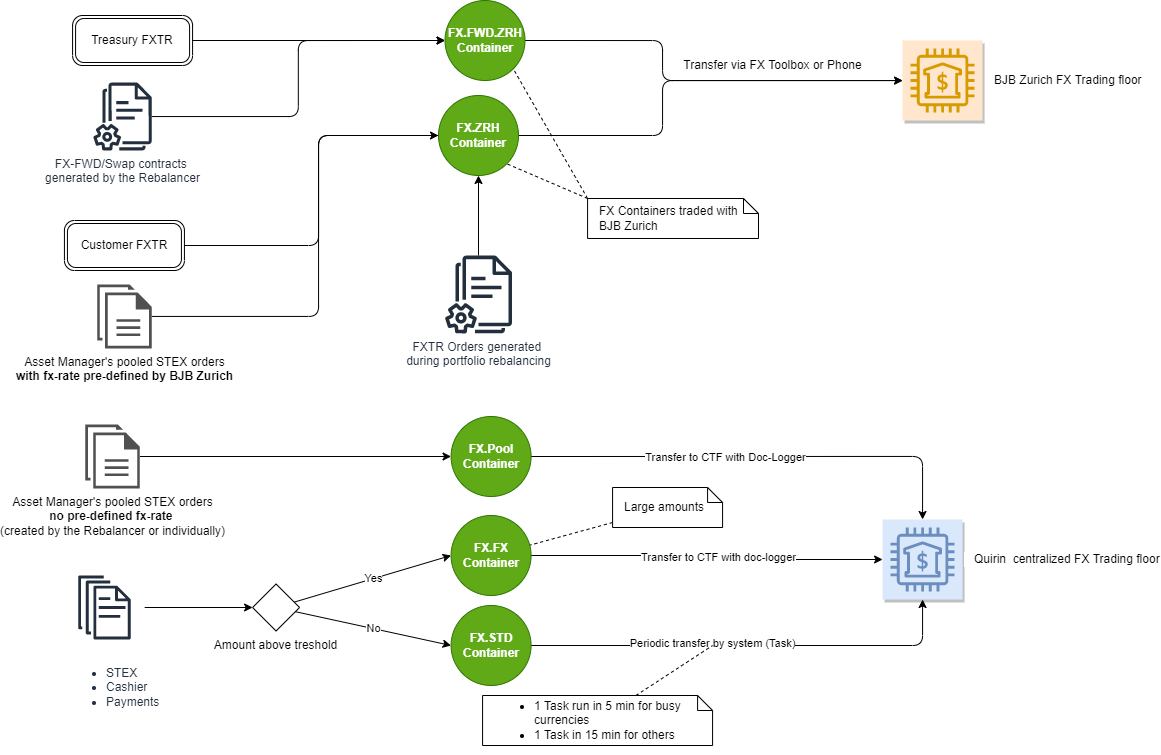 Treasury FXTR
FX.FWD.ZRH
Container
Transfer via FX Toolbox or Phone
BJB Zurich FX Trading floor
FX.ZRH
Container
FX-FWD/Swap contracts
generated by the Rebalancer
FX Containers traded with
BJB Zurich
Customer FXTR
FXTR Orders generated
during portfolio rebalancing
Asset Manager's pooled STEX orders
with fx-rate pre-defined by BJB Zurich
FX.Pool
Container
Transfer to CTF with Doc-Logger
Asset Manager's pooled STEX orders
no pre-defined fx-rate
(created by the Rebalancer or individually)
Large amounts
FX.FX
Container
Transfer to CTF with doc-logger
Quirin centralized FX Trading floor
Yes
No
Amount above treshold
FX.STD
Container
Periodic transfer by system (Task)
• STEX
• Cashier
• Payments
• 1 Task run in 5 min for busy
currencies
• 1 Task in 15 min for others